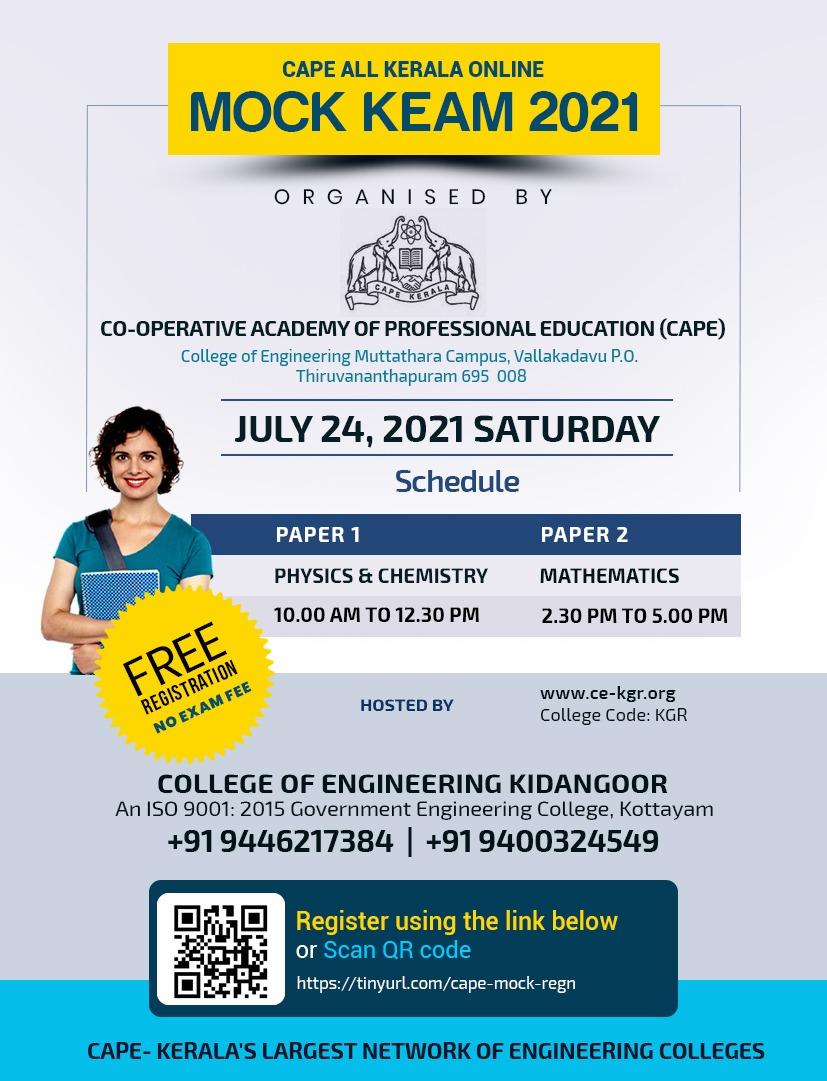 CAPE ALL KERALA ONLINE
MOCK KEAM 2021
ORGANISED BY
CAPE KERALA
CO-OPERATIVE ACADEMY OF PROFESSIONAL EDUCATION (CAPE)
College of Engineering Muttathara Campus, Vallakadavu P.O.
Thiruvananthapuram 695 008
JULY 24, 2021 SATURDAY
Schedule
PAPER 1 PAPER 2
PHYSICS & CHEMISTRY MATHEMATICS
10.00 AM TO 12.30 PM 2.30 PM TO 5.00 PM
FREE
REGISTRATION
NO EXAM FEE
HOSTED BY
www.ce-kgr.org
College Code: KGR
COLLEGE OF ENGINEERING KIDANGOOR
An ISO 9001: 2015 Government Engineering College, Kottayam
+91 9446217384 | +91 9400324549
Register using the link below
or Scan QR code
https://tinyurl.com/cape-mock-regn
CAPE- KERALA'S LARGEST NETWORK OF ENGINEERING COLLEGES